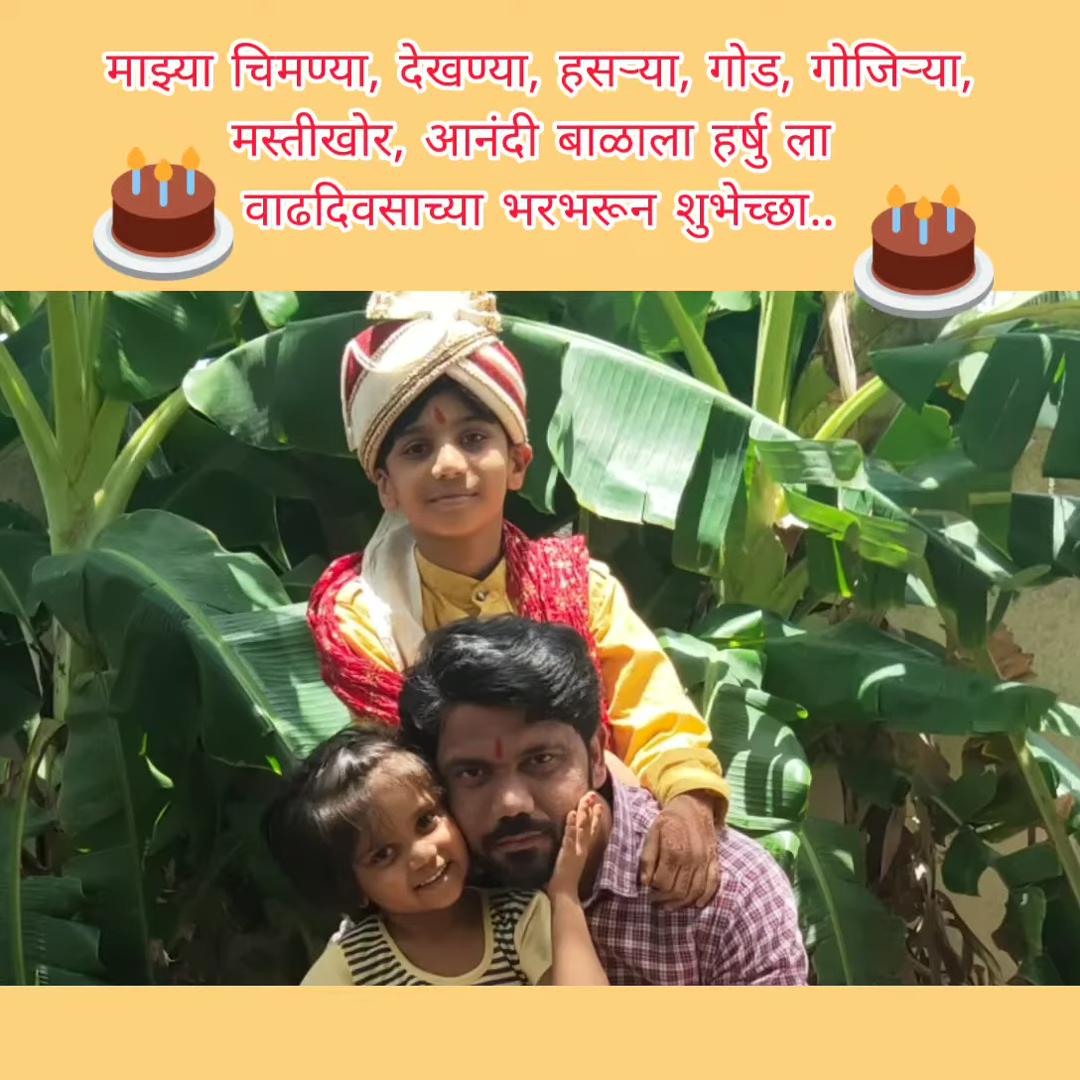 माझ्या चिमण्या, देखण्या, हसऱ्या, गोड, गोजिऱ्या,
मस्तीखोर, आनंदी बाळाला हर्षु ला
वाढदिवसाच्या भरभरून शुभेच्छा..